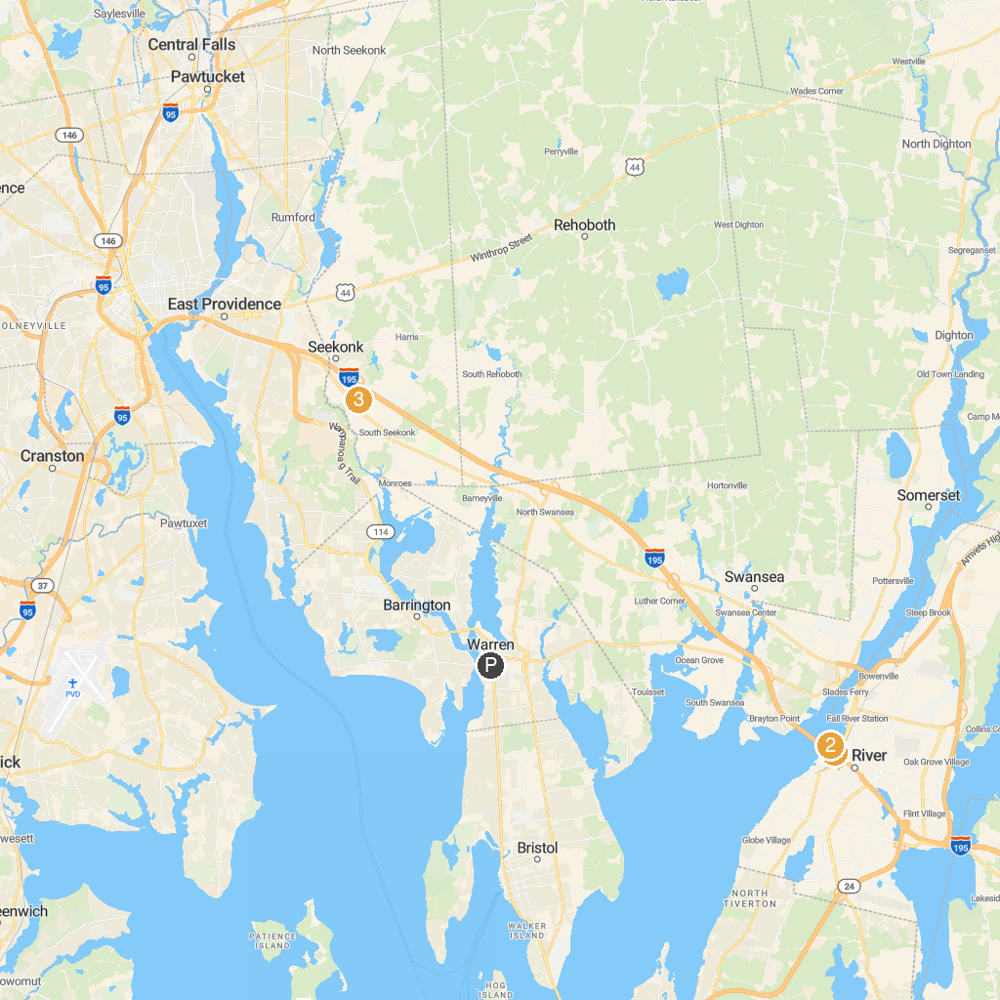 Saylesville
Central Falls
North Seekonk
Pawtucket
95
Westville
Wades Corner
146
North Dighton
Perryville
44
ence
Rumford
Rehoboth
West Dighton
146
Winthrop Street
Segreganset
95
44
East Providence
OLNEYVILLE
Harris
Dighton
Seekonk
195
South Rehoboth
Old Town Landing
3
95
Camp M
Wampanoag Trail
South Seekonk
Cranston
Monroes
Hortonville
Barneyville
Somerset
North Swansea
Pawtuxet
114
Amvets High
195
Swansea
Pottersville
37
Luther Corner
95
Barrington
Swansea Center
Steep Brook
Warren
P
Ocean Grove
Bowenville
PVD
Touisset
Slades Ferry
South Swansea
Brayton Point
Fall River Station
Collins Co
2
River
ick
Oak Grove Village
Flint Village
wesett
Globe Village
195
Bristol
24
NORTH
TIVERTON
Lakesid
eenwich
WALKER
ISLAND
PATIENCE
ISLAND
owomut
HOG
ISLAND